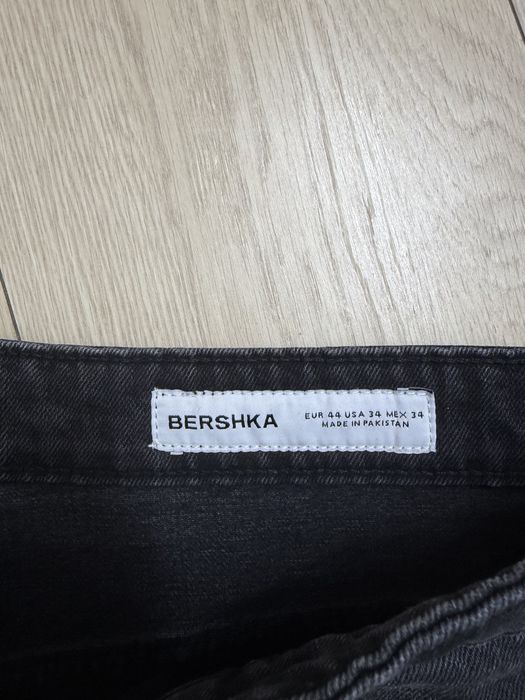 BERSHKA
EUR 44 USA 34 MEX 34
MADE IN PAKISTAN